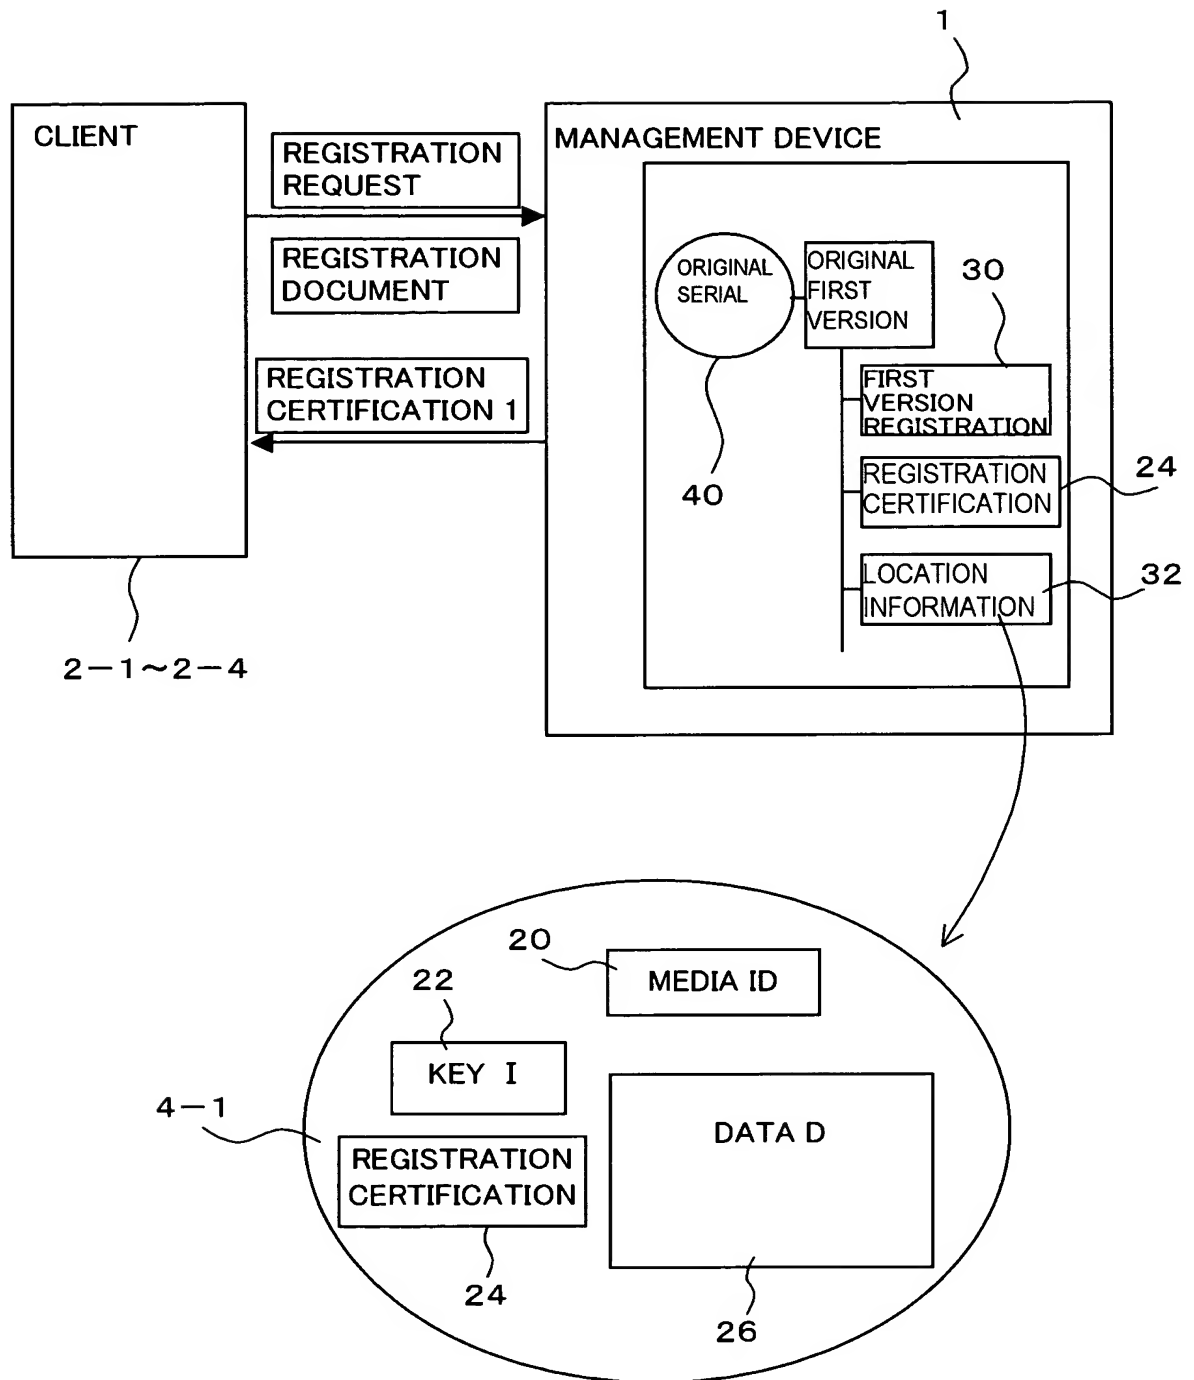 1
CLIENT
REGISTRATION
REQUEST
REGISTRATION
DOCUMENT
REGISTRATION
CERTIFICATION 1
2-1~2-4
MANAGEMENT DEVICE
ORIGINAL
SERIAL
40
ORIGINAL
FIRST
VERSION
30
FIRST
VERSION
REGISTRATION
REGISTRATION
CERTIFICATION
24
LOCATION
INFORMATION
32
20
MEDIA ID
22
KEY I
4-1
REGISTRATION
CERTIFICATION
24
DATA D
26